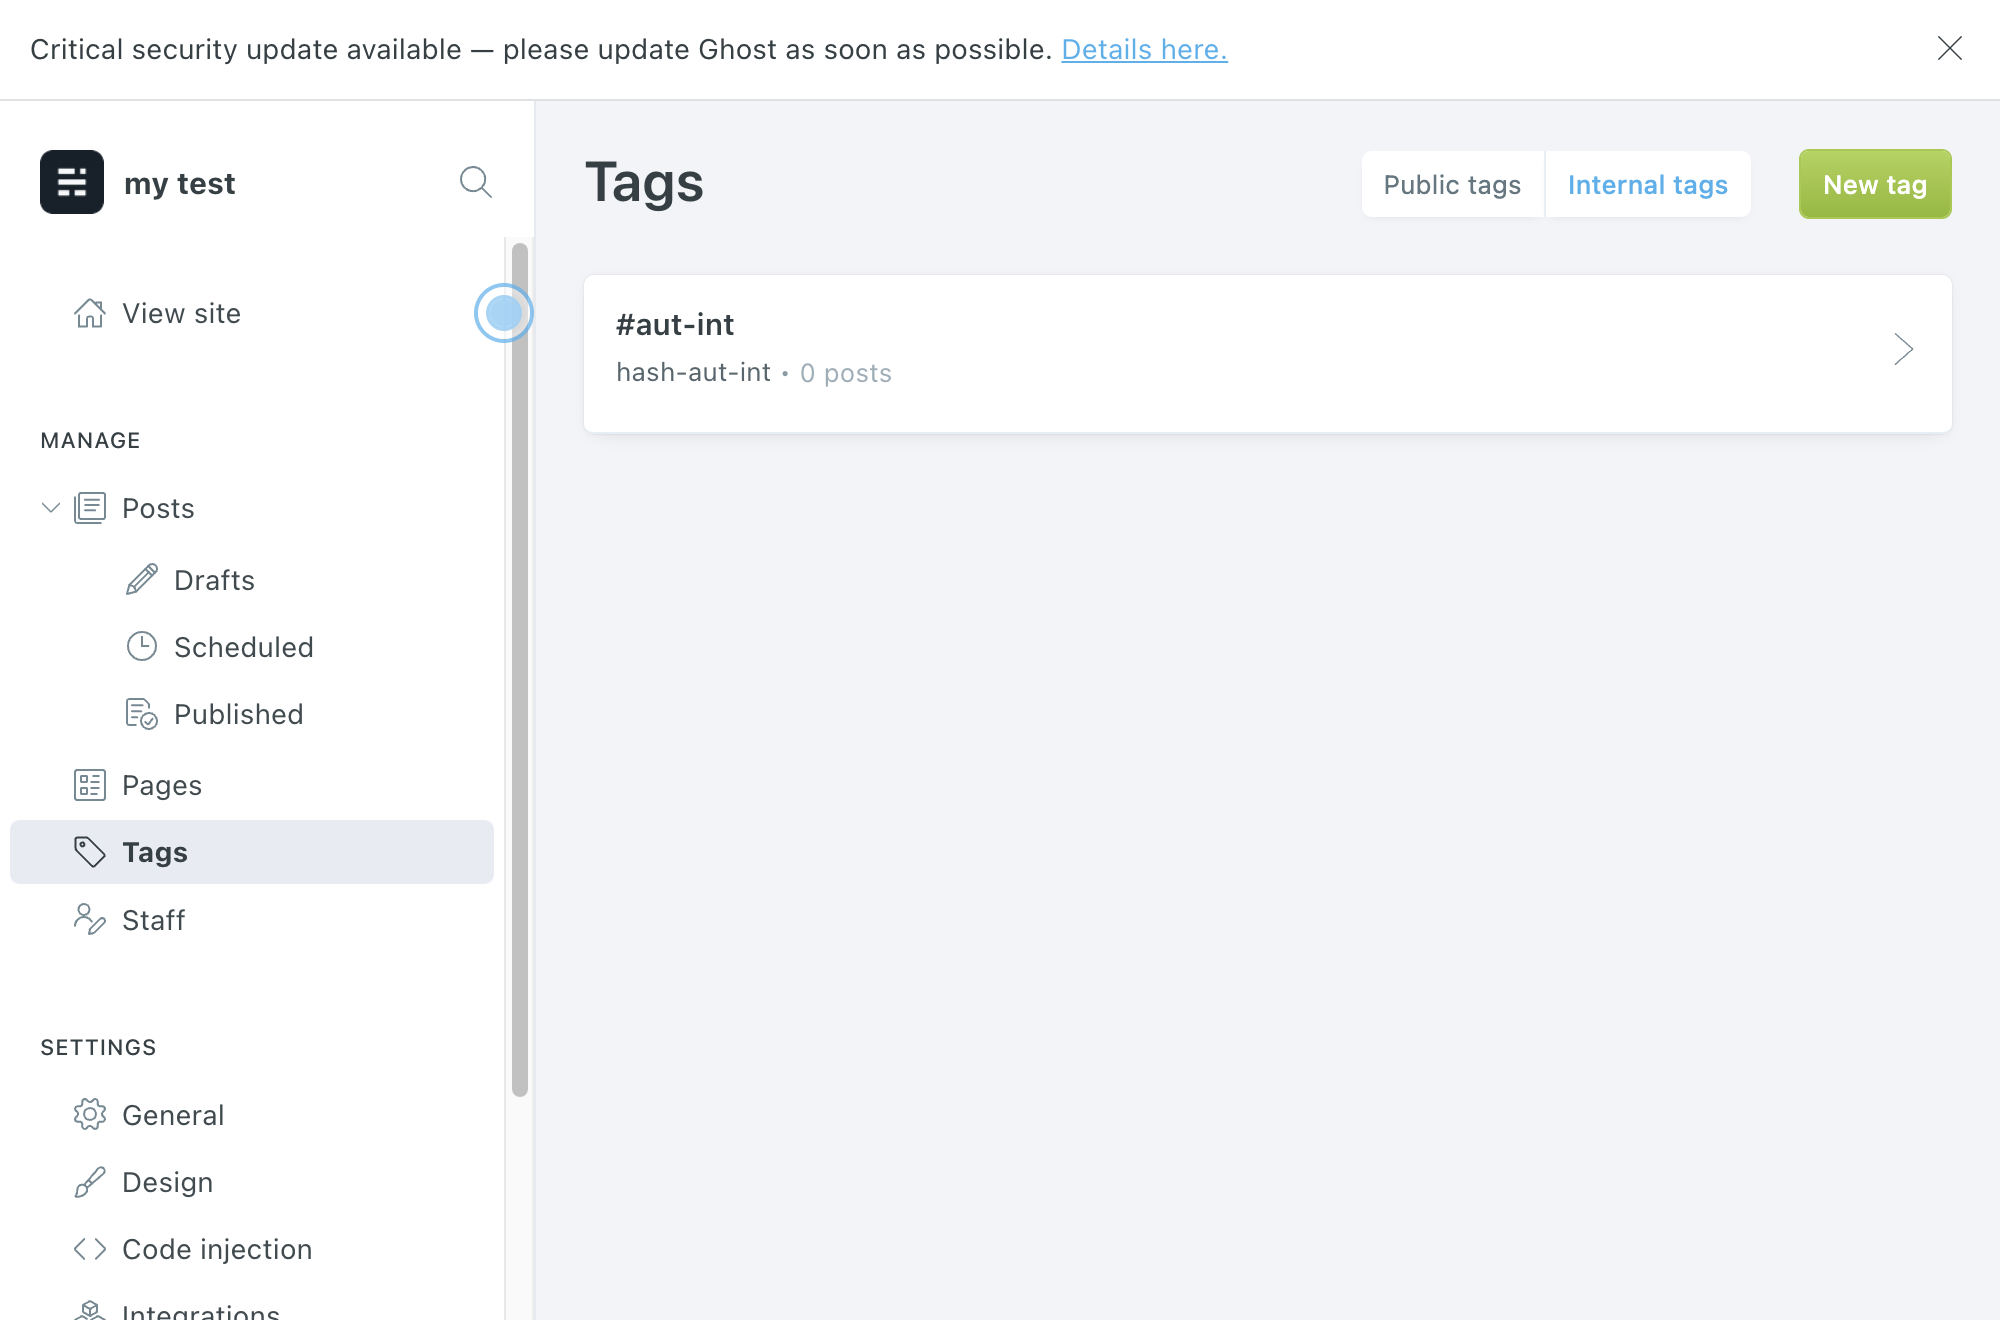 Critical security update available — please update Ghost as soon as possible. Details here.
my test
View site
MANAGE
Posts
Drafts
Scheduled
Published
Pages
Tags
Staff
SETTINGS
General
Design
Code injection
Integrations
Tags
Public tags
Internal tags
New tag
#aut-int
hash-aut-int • 0 posts